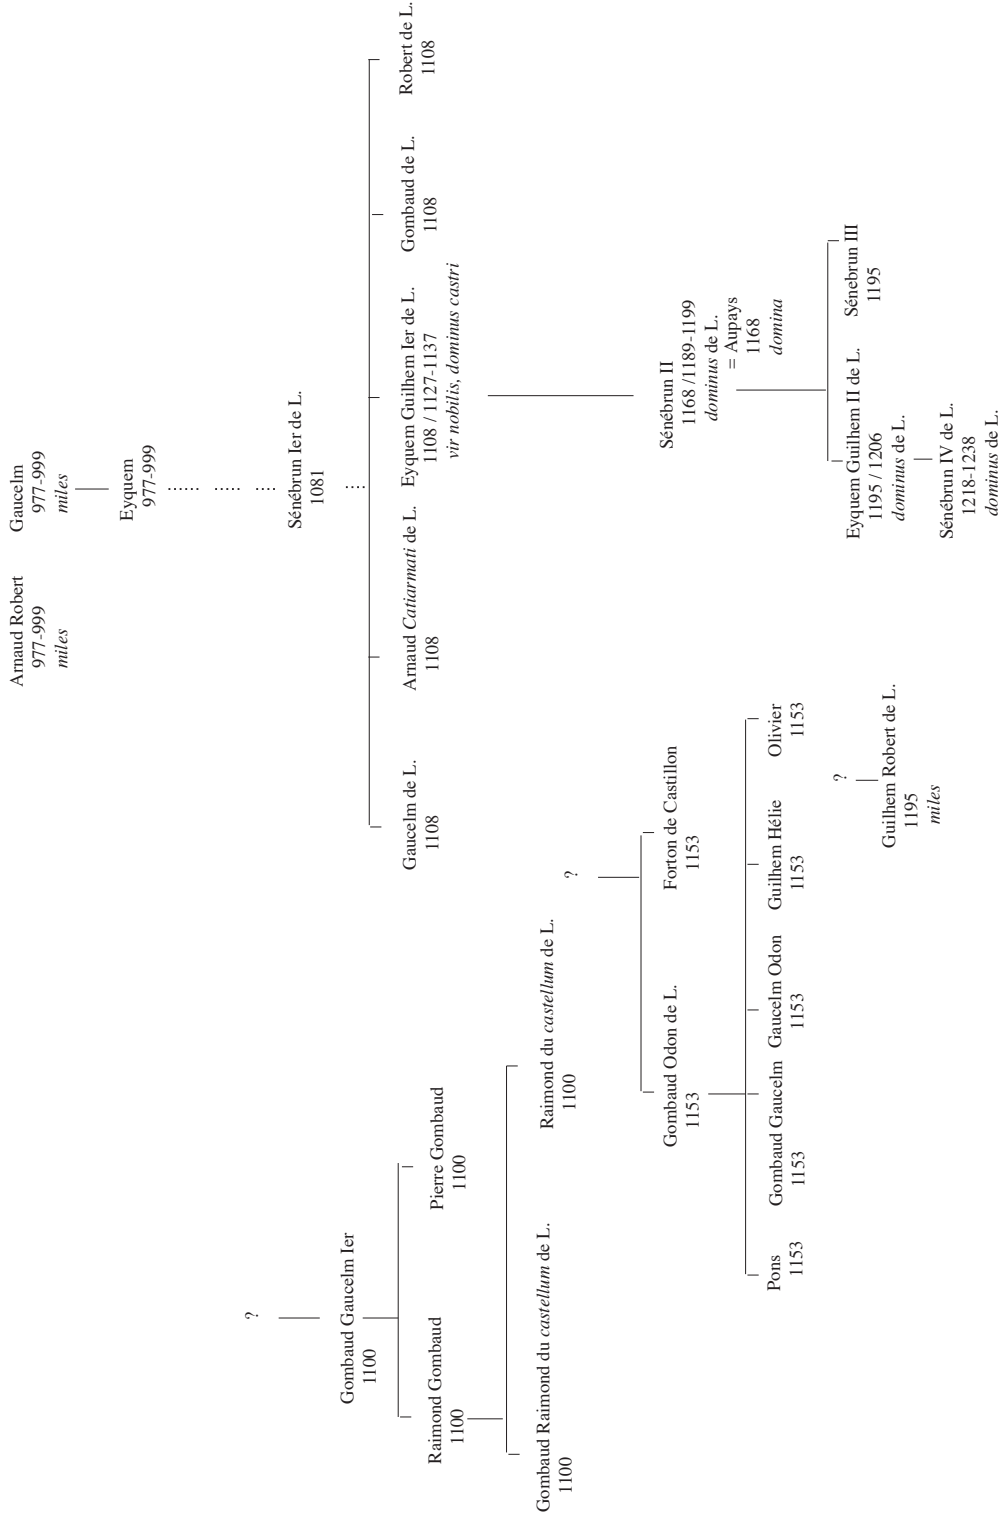 Arnaud Robert
977-999
miles
Gaucelm
977-999
miles
Eyquem
977-999
?
Sénébrun Ier de L.
1081
Gombaud Gaucelm Ier
1100
Gaucelm de L.
1108
Arnaud Catiarmati de L.
1108
Eyquem Guilhem Ier de L.
1108 / 1127-1137
vir nobilis, dominus castri
Gombaud de L.
1108
Robert de L.
1108
Raimond Gombaud
1100
Pierre Gombaud
1100
Gombaud Raimond du castellum de L.
1100
Raimond du castellum de L.
1100
?
Gombaud Odon de L.
1153
Forton de Castillon
1153
Sénébrun II
1168 /1189-1199
dominus de L.
= Aupays
1168
domina
Pons
1153
Gombaud Gaucelm
1153
Gaucelm Odon
1153
Guilhem Hélie
1153
Olivier
1153
?
Guilhem Robert de L.
1195
miles
Eyquem Guilhem II de L.
1195 / 1206
dominus de L.
Sénebrun III
1195
Sénébrun IV de L.
1218-1238
dominus de L.